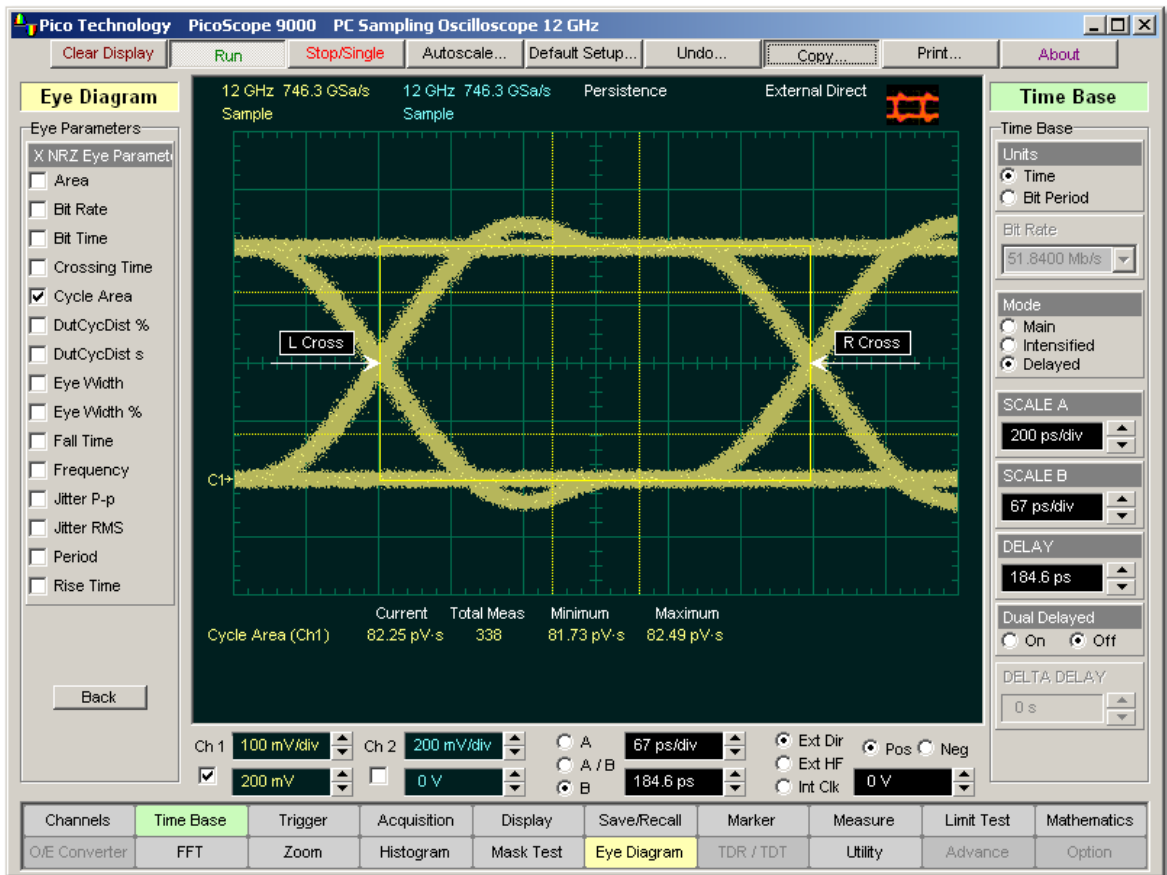 Pico Technology PicoScope 9000 PC Sampling Oscilloscope 12 GHz
Clear Display Run Stop/Single Autoscale... Default Setup... Undo... Copy... Print... About
Eye Diagram
Eye Parameters
X NRZ Eye Paramet
Area
Bit Rate
Bit Time
Crossing Time
Cycle Area
DutCycDist %
DutCycDist s
Eye Width
Eye Width %
Fall Time
Frequency
Jitter P-p
Jitter RMS
Period
Rise Time
Back
12 GHz 746.3 GSa/s 12 GHz 746.3 GSa/s Persistence External Direct
Sample Sample
L Cross R Cross
C1
Current Total Meas Minimum Maximum
Cycle Area (Ch1) 82.25 pV·s 338 81.73 pV·s 82.49 pV·s
Time Base
Time Base
Units
Time
Bit Period
Bit Rate
51.8400 Mb/s
Mode
Main
Intensified
Delayed
SCALE A
200 ps/div
SCALE B
67 ps/div
DELAY
184.6 ps
Dual Delayed
On Off
DELTA DELAY
0 s
Ch 1 100 mV/div Ch 2 200 mV/div A 67 ps/div Ext Dir Pos Neg
A / B Ext HF
200 mV 0 V B 184.6 ps Int Clk 0 V
Channels Time Base Trigger Acquisition Display Save/Recall Marker Measure Limit Test Mathematics
O/E Converter FFT Zoom Histogram Mask Test Eye Diagram TDR / TDT Utility Advance Option